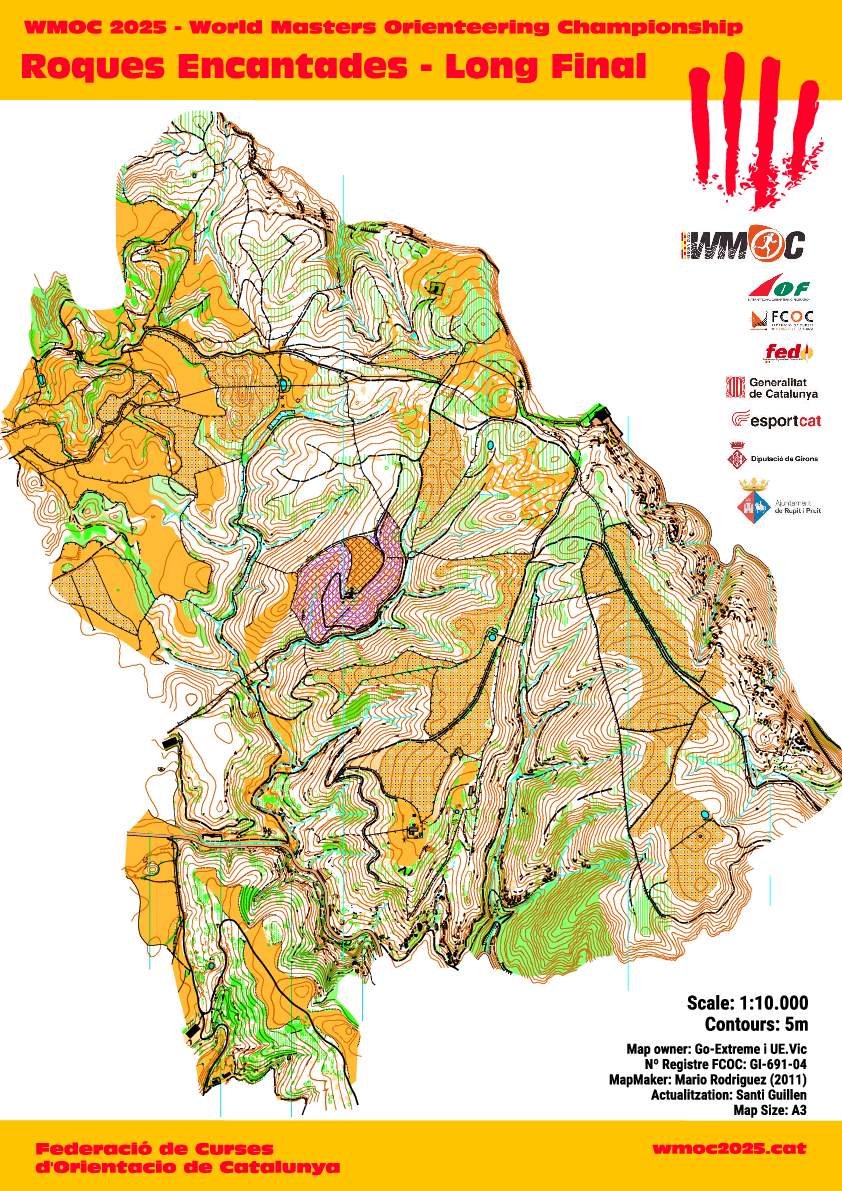 WMOC 2025 - World Masters Orienteering Championship
Roques Encantades - Long Final
WMOC
IOF
FCOC
fedo
Generalitat
de Catalunya
esportcat
Diputació de Girona
Ajuntament
de Rupit i Pruit
Scale: 1:10.000
Contours: 5m
Map owner: Go-Extreme i UE.Vic
Nº Registre FCOC: GI-691-04
MapMaker: Mario Rodriguez (2011)
Actualitzation: Santi Guillen
Map Size: A3
Federació de Curses
d'Orientacio de Catalunya
wmoc2025.cat